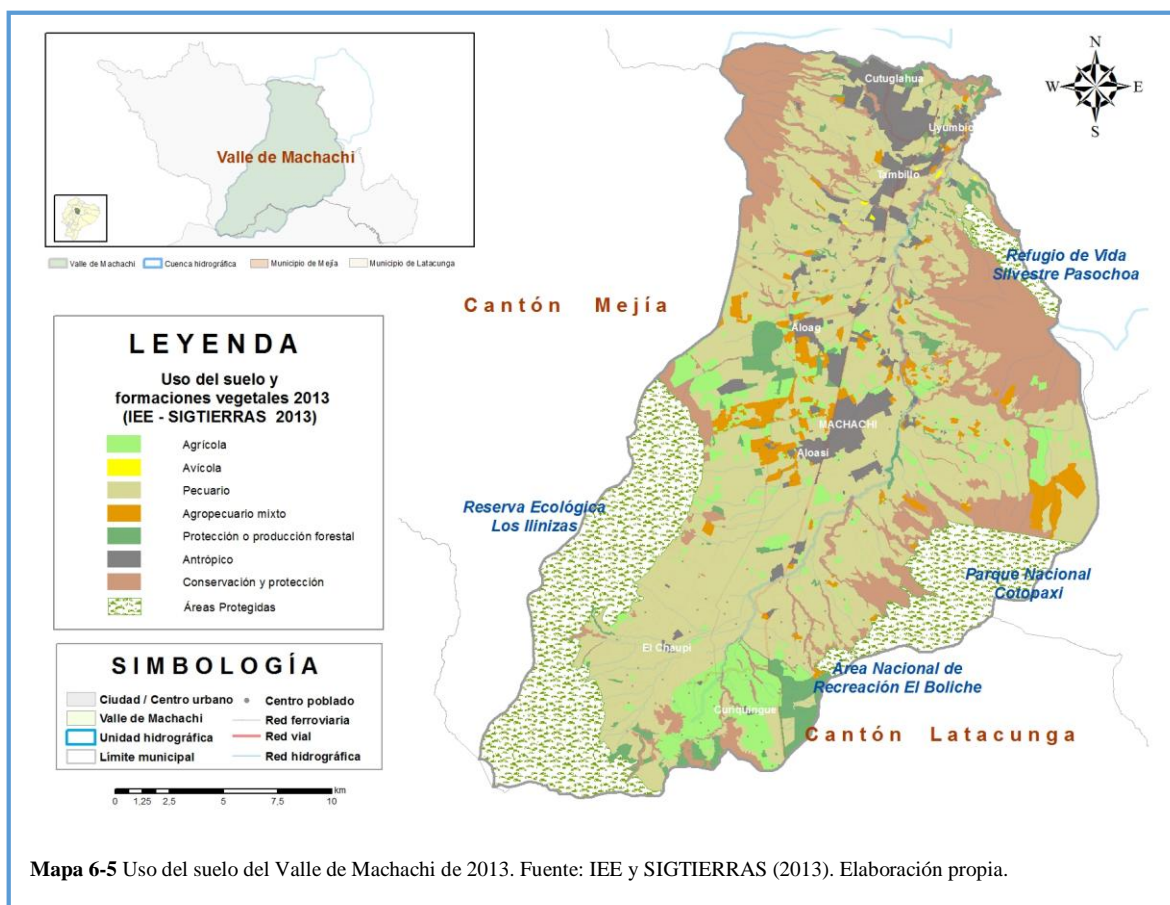 Valle de Machachi
Valle de Machachi
Cuenca hidrográfica
Municipio de Mejía
Municipio de Latacunga
N
W
E
S
Cantón Mejía
LEYENDA
Uso del suelo y
formaciones vegetales 2013
(IEE - SIGTIERRAS 2013)
Agrícola
Avícola
Pecuario
Agropecuario mixto
Protección o producción forestal
Antrópico
Conservación y protección
Áreas Protegidas
SIMBOLOGÍA
Ciudad / Centro urbano
Valle de Machachi
Unidad hidrográfica
Límite municipal
Centro poblado
Red ferroviaria
Red vial
Red hidrográfica
km
0 1,25 2,5 5 7,5 10
Cutuglahua
Uyumbic
Tambillo
Refugio de Vida
Silvestre Pasochoa
Aloag
MACHACHI
Aloasi
Reserva Ecológica
Los Ilinizas
Parque Nacional
Cotopaxi
El Chaupi
Área Nacional de
Recreación El Boliche
Curiquingue
Cantón Latacunga
Mapa 6-5 Uso del suelo del Valle de Machachi de 2013. Fuente: IEE y SIGTIERRAS (2013). Elaboración propia.